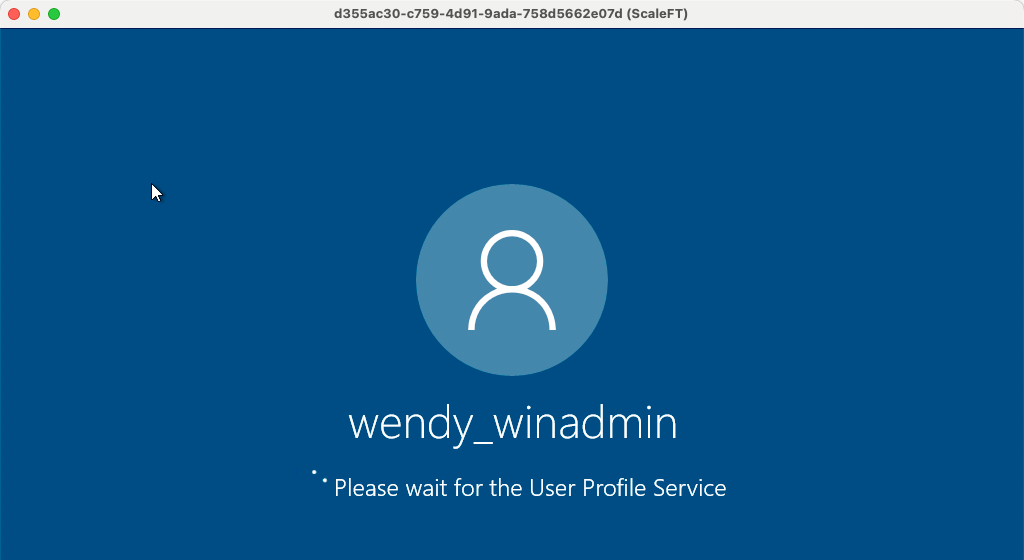 d355ac30-c759-4d91-9ada-758d5662e07d (ScaleFT)
wendy_winadmin
Please wait for the User Profile Service